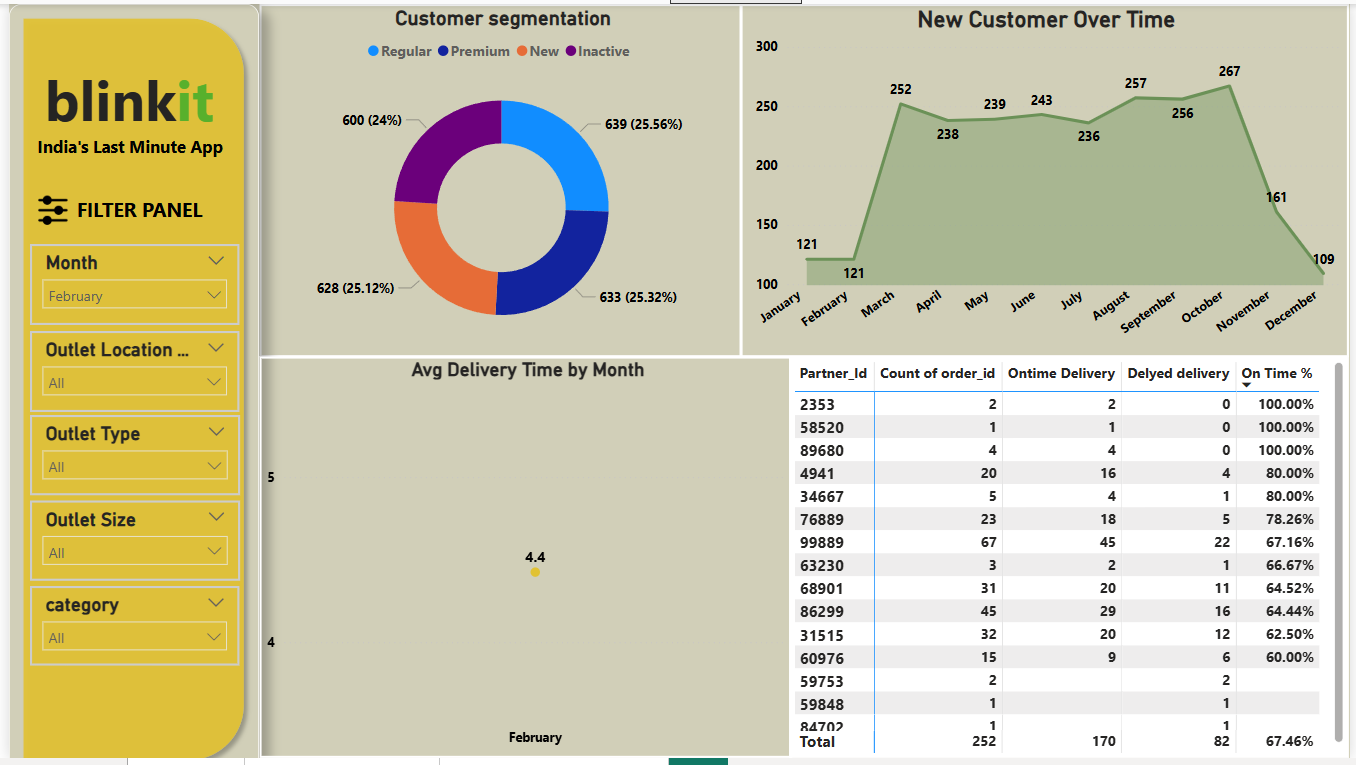 blinkit
India's Last Minute App
FILTER PANEL
Month
February
Outlet Location ...
All
Outlet Type
All
Outlet Size
All
category
All
Customer segmentation
Regular Premium New Inactive
600 (24%)
639 (25.56%)
628 (25.12%)
633 (25.32%)
New Customer Over Time
300
250
200
150
100
121
121
252
238
239
243
236
257
256
267
161
109
January
February
March
April
May
June
July
August
September
October
November
December
Avg Delivery Time by Month
5
4.4
4
February
Partner_Id Count of order_id Ontime Delivery Delyed delivery On Time %
2353 2 2 0 100.00%
58520 1 1 0 100.00%
89680 4 4 0 100.00%
4941 20 16 4 80.00%
34667 5 4 1 80.00%
76889 23 18 5 78.26%
99889 67 45 22 67.16%
63230 3 2 1 66.67%
68901 31 20 11 64.52%
86299 45 29 16 64.44%
31515 32 20 12 62.50%
60976 15 9 6 60.00%
59753 2 2
59848 1 1
84702 1 1
Total 252 170 82 67.46%